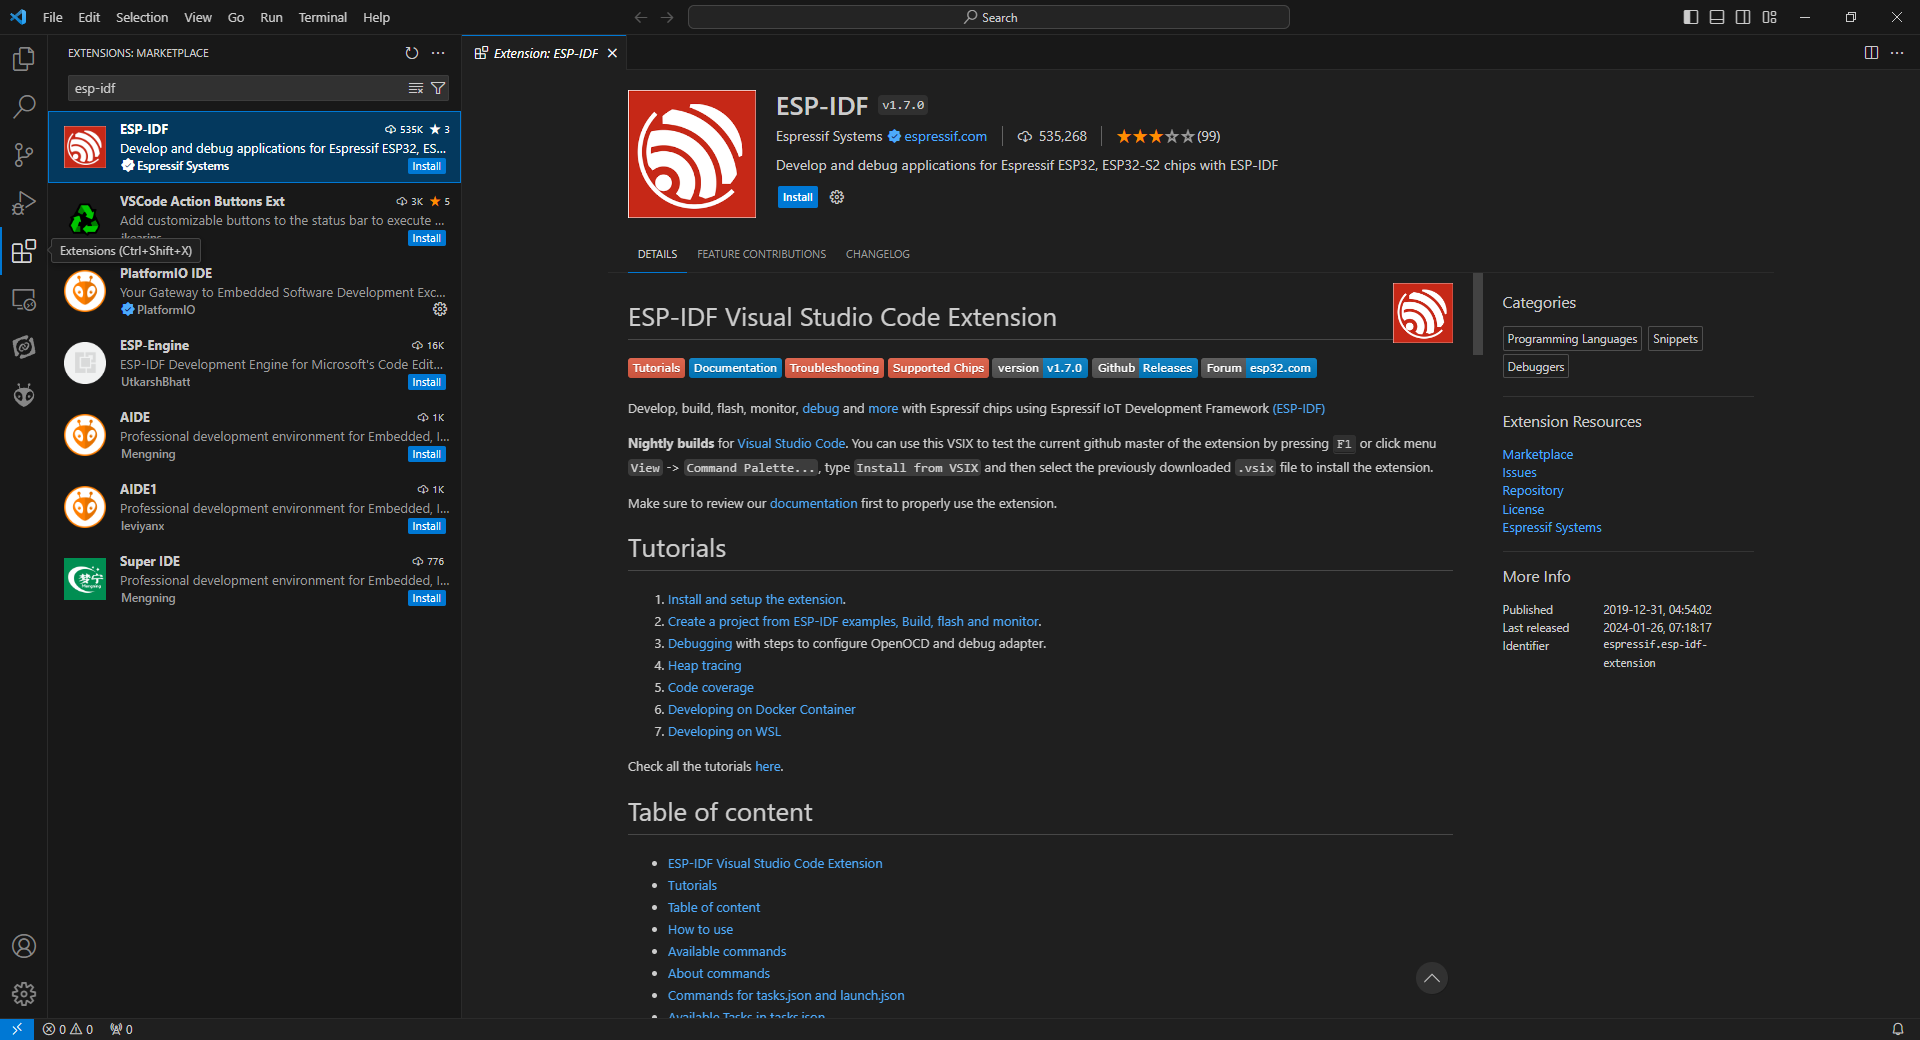 File Edit Selection View Go Run Terminal Help
Search
EXTENSIONS: MARKETPLACE
esp-idf
ESP-IDF 535K 3
Develop and debug applications for Espressif ESP32, ES...
Espressif Systems Install
VSCode Action Buttons Ext 3K 5
Add customizable buttons to the status bar to execute ...
Install
Extensions (Ctrl+Shift+X)
PlatformIO IDE
Your Gateway to Embedded Software Development Exc...
PlatformIO
ESP-Engine 16K
ESP-IDF Development Engine for Microsoft's Code Edit...
UtkarshBhatt Install
AIDE 1K
Professional development environment for Embedded, I...
Mengning Install
AIDE1 1K
Professional development environment for Embedded, I...
leviyanx Install
Super IDE 776
Professional development environment for Embedded, I...
Mengning Install
梦宁
Extension: ESP-IDF
ESP-IDF v1.7.0
Espressif Systems espressif.com 535,268 (99)
Develop and debug applications for Espressif ESP32, ESP32-S2 chips with ESP-IDF
Install
DETAILS FEATURE CONTRIBUTIONS CHANGELOG
ESP-IDF Visual Studio Code Extension
Tutorials Documentation Troubleshooting Supported Chips version v1.7.0 Github Releases Forum esp32.com
Develop, build, flash, monitor, debug and more with Espressif chips using Espressif IoT Development Framework (ESP-IDF)
Nightly builds for Visual Studio Code. You can use this VSIX to test the current github master of the extension by pressing F1 or click menu
View -> Command Palette..., type Install from VSIX and then select the previously downloaded .vsix file to install the extension.
Make sure to review our documentation first to properly use the extension.
Tutorials
1. Install and setup the extension.
2. Create a project from ESP-IDF examples, Build, flash and monitor.
3. Debugging with steps to configure OpenOCD and debug adapter.
4. Heap tracing
5. Code coverage
6. Developing on Docker Container
7. Developing on WSL
Check all the tutorials here.
Table of content
• ESP-IDF Visual Studio Code Extension
• Tutorials
• Table of content
• How to use
• Available commands
• About commands
• Commands for tasks.json and launch.json
• Available Tasks in tasks.json
Categories
Programming Languages Snippets
Debuggers
Extension Resources
Marketplace
Issues
Repository
License
Espressif Systems
More Info
Published 2019-12-31, 04:54:02
Last released 2024-01-26, 07:18:17
Identifier espressif.esp-idf-
extension
0 0 0